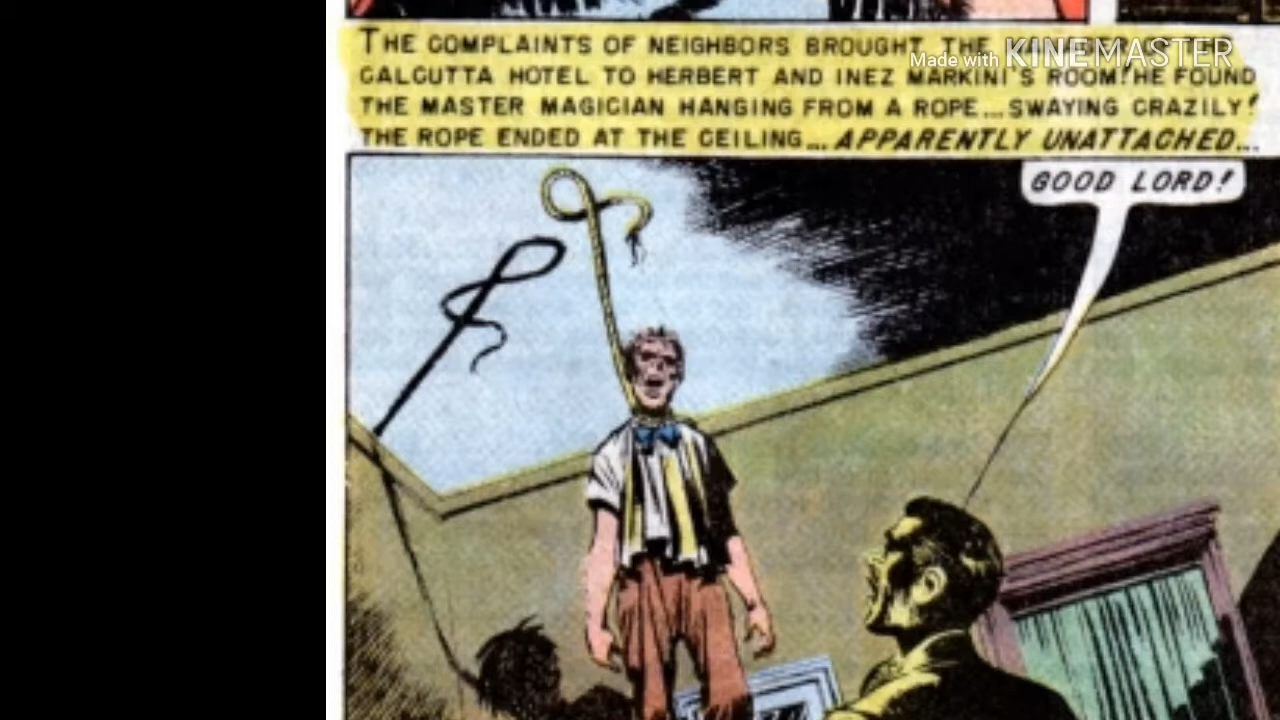 THE COMPLAINTS OF NEIGHBORS BROUGHT THE
Made with KINEMASTER
CALCUTTA HOTEL TO HERBERT AND INEZ MARKINI'S ROOM! HE FOUND
THE MASTER MAGICIAN HANGING FROM A ROPE... SWAYING CRAZILY!
THE ROPE ENDED AT THE CEILING... APPARENTLY UNATTACHED...
GOOD LORD!